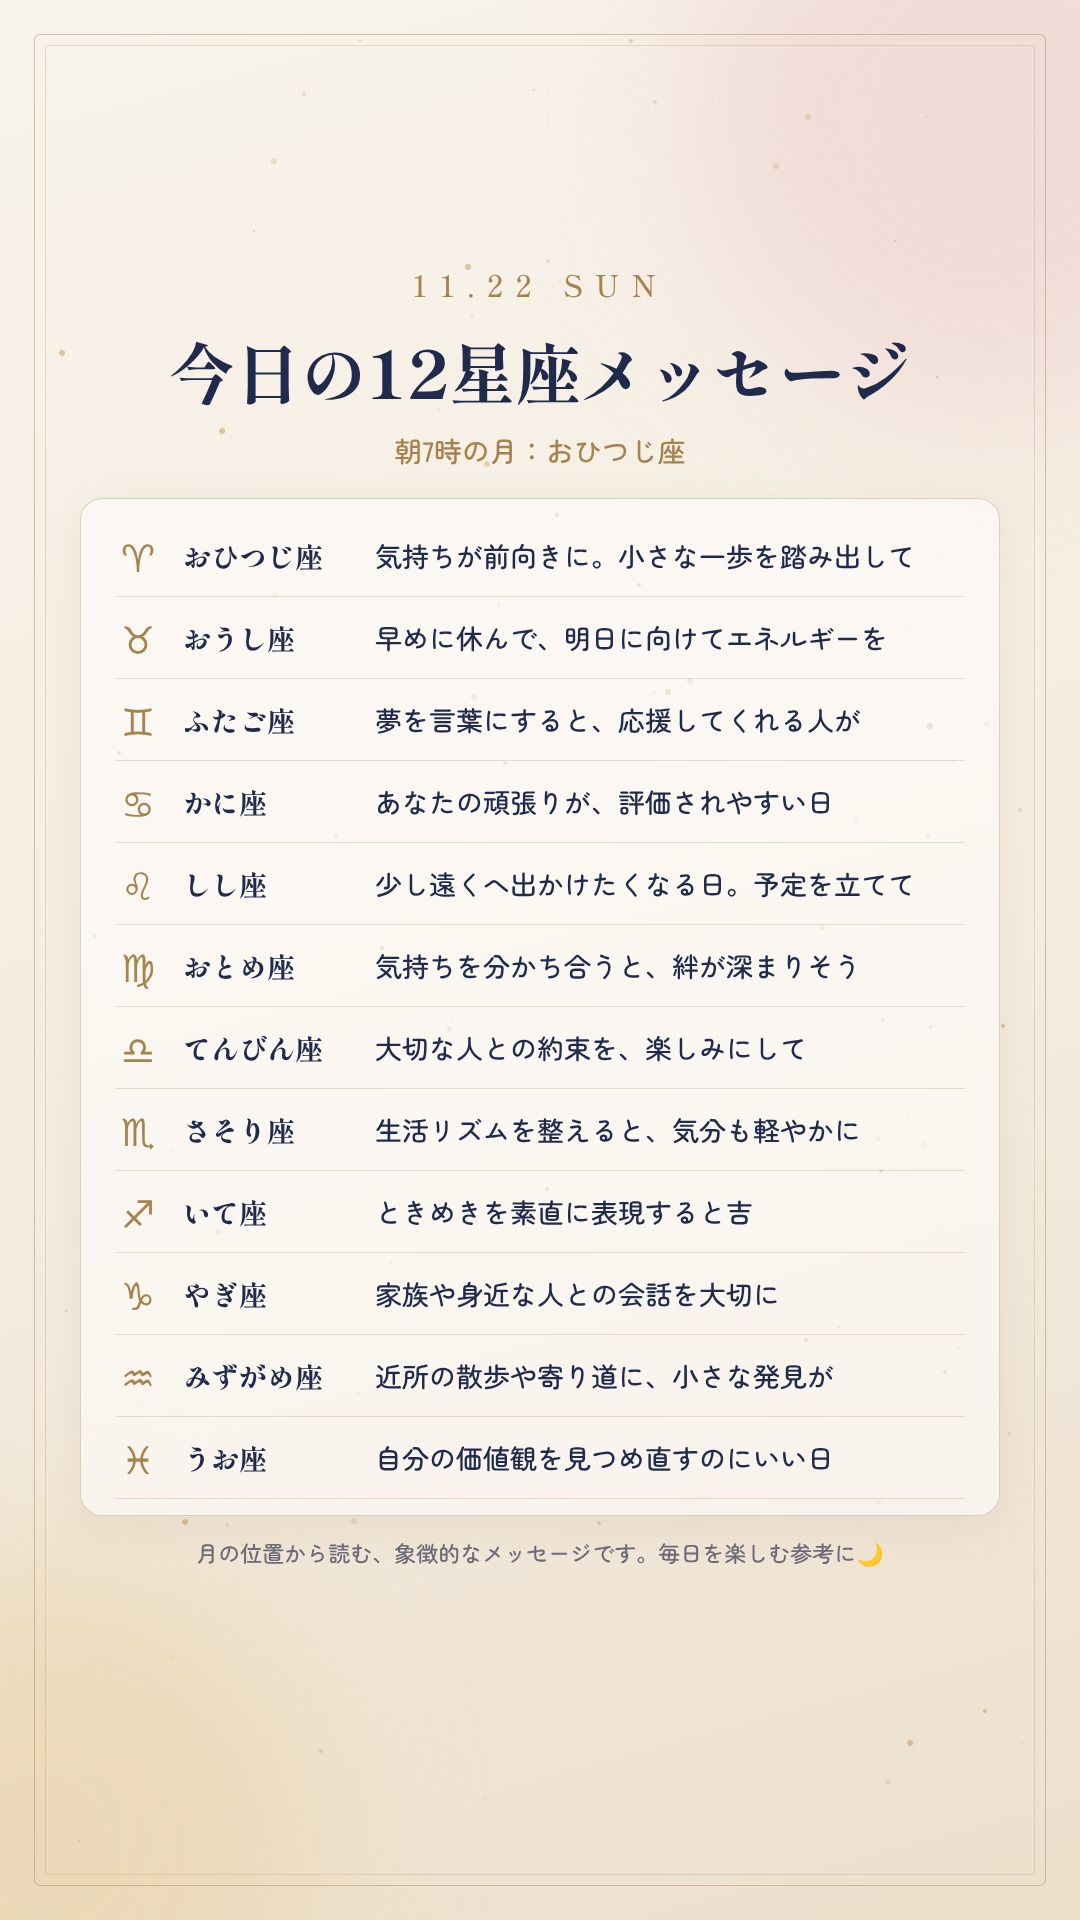 11.22 SUN
今日の12星座メッセージ
朝7時の月：おひつじ座
♈ おひつじ座 気持ちが前向きに。小さな一歩を踏み出して
♉ おうし座 早めに休んで、明日に向けてエネルギーを
♊ ふたご座 夢を言葉にすると、応援してくれる人が
♋ かに座 あなたの頑張りが、評価されやすい日
♌ しし座 少し遠くへ出かけたくなる日。予定を立てて
♍ おとめ座 気持ちを分かち合うと、絆が深まりそう
♎ てんびん座 大切な人との約束を、楽しみにして
♏ さそり座 生活リズムを整えると、気分も軽やかに
♐ いて座 ときめきを素直に表現すると吉
♑ やぎ座 家族や身近な人との会話を大切に
♒ みずがめ座 近所の散歩や寄り道に、小さな発見が
♓ うお座 自分の価値観を見つめ直すのにいい日
月の位置から読む、象徴的なメッセージです。毎日を楽しむ参考に🌙